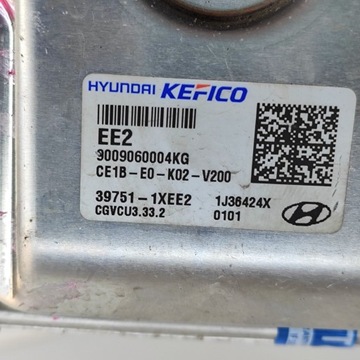 HYUNDAI KEFICO
EE2
9009060004KG
CE1B-E0-K02-V200
39751-1XEE2 1J36424X
CGVCU3.33.2 0101